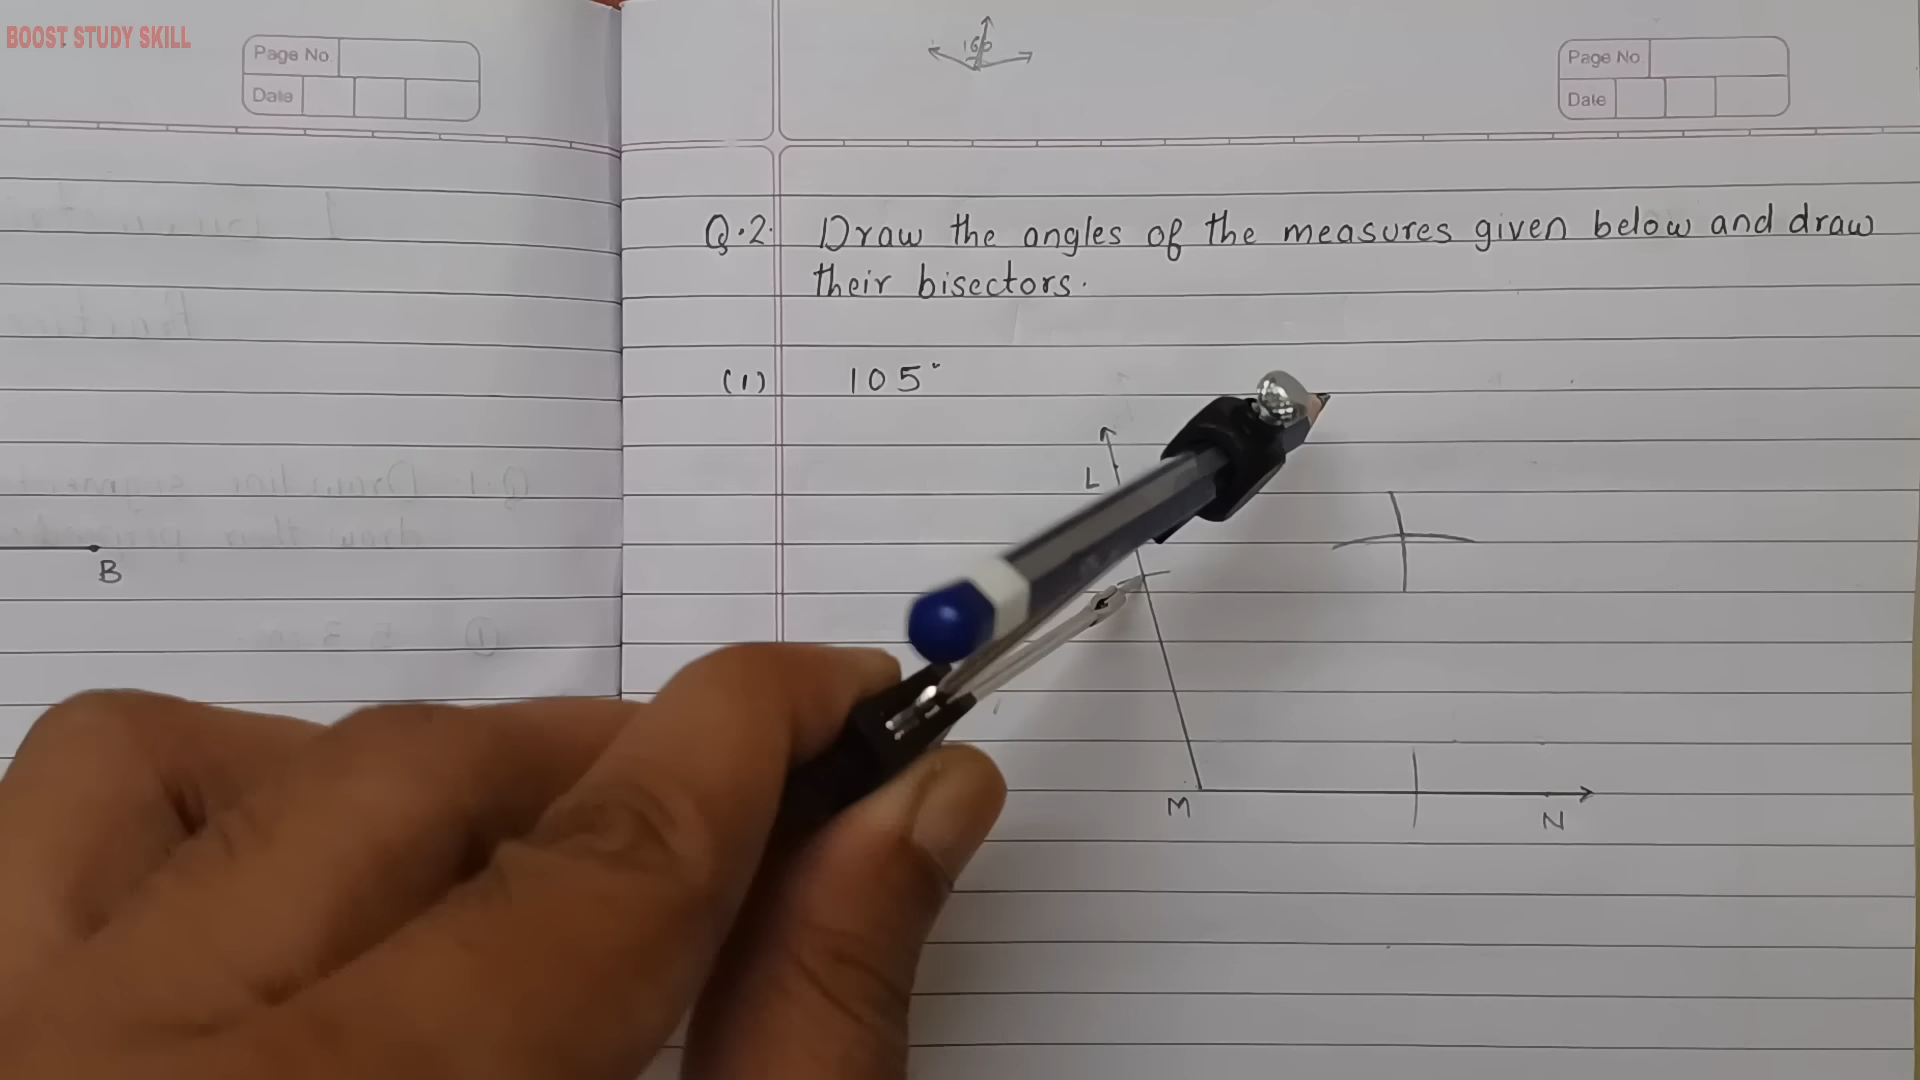 BOOST STUDY SKILL
Page No.
Date
160
Page No.
Date
Q.2. Draw the angles of the measures given below and draw
their bisectors.
(1) 105°
L
B
M
N